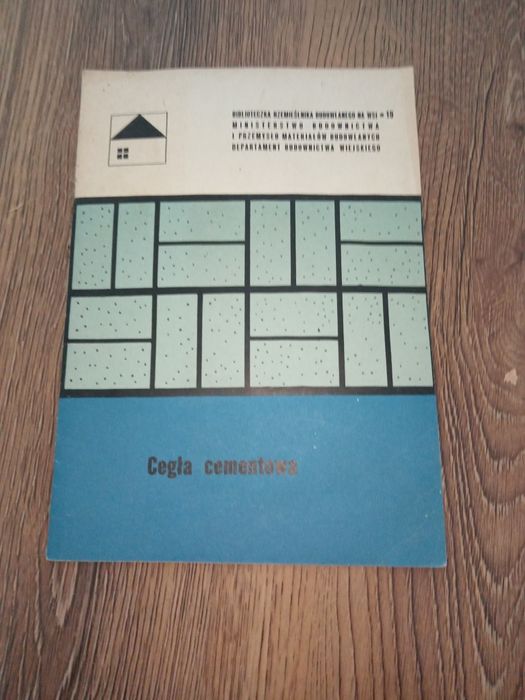 BIBLIOTECZKA RZEMIEŚLNIKA BUDOWLANEGO NA WSI • 19
MINISTERSTWO BUDOWNICTWA
I PRZEMYSŁU MATERIAŁÓW BUDOWLANYCH
DEPARTAMENT BUDOWNICTWA WIEJSKIEGO
Cegła cementowa